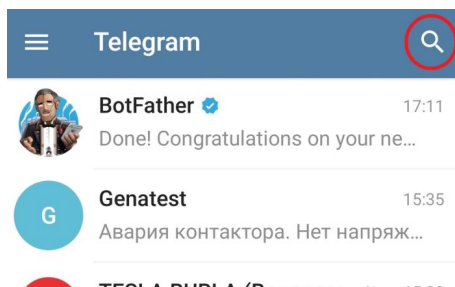 Telegram
BotFather 17:11
Done! Congratulations on your ne...
G
Genatest 15:35
Авария контактора. Нет напряж...